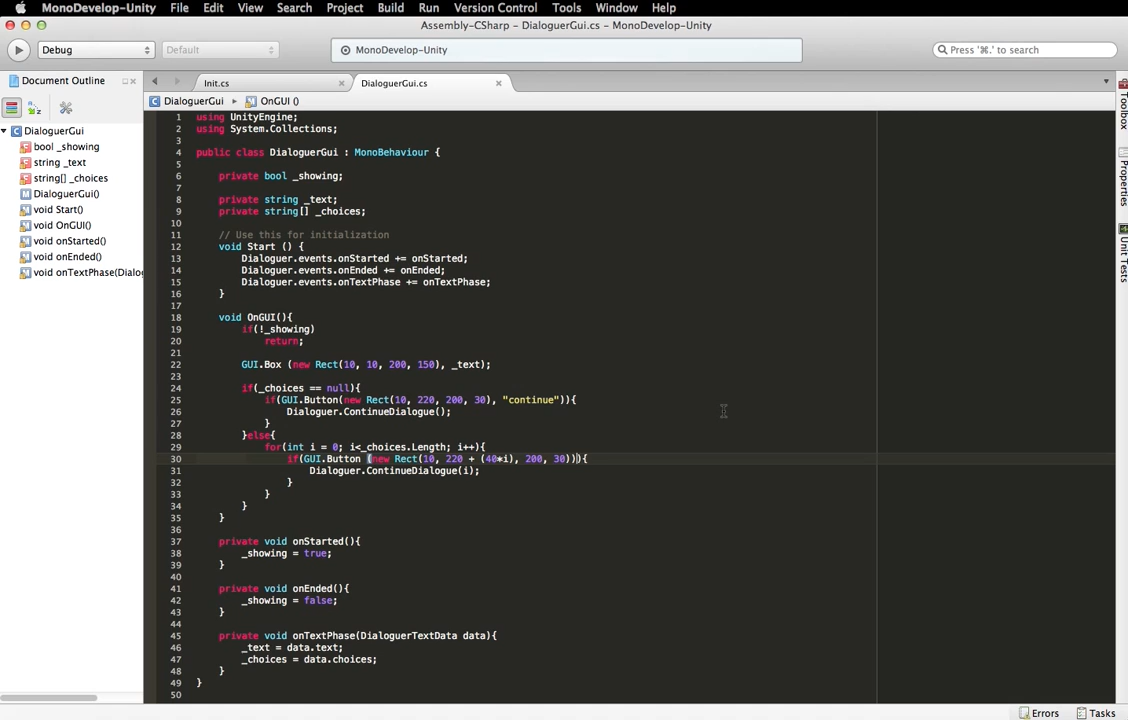 MonoDevelop-Unity File Edit View Search Project Build Run Version Control Tools Window Help
Assembly-CSharp – DialoguerGui.cs – MonoDevelop-Unity
Debug Default MonoDevelop-Unity Press '⌘.' to search
Document Outline
Init.cs DialoguerGui.cs
DialoguerGui OnGUI ()
DialoguerGui
bool _showing
string _text
string[] _choices
DialoguerGui()
void Start()
void OnGUI()
void onStarted()
void onEnded()
void onTextPhase(Dialog
1 using UnityEngine;
2 using System.Collections;
3
4 public class DialoguerGui : MonoBehaviour {
5
6 private bool _showing;
7
8 private string _text;
9 private string[] _choices;
10
11 // Use this for initialization
12 void Start () {
13 Dialoguer.events.onStarted += onStarted;
14 Dialoguer.events.onEnded += onEnded;
15 Dialoguer.events.onTextPhase += onTextPhase;
16 }
17
18 void OnGUI(){
19 if(!_showing)
20 return;
21
22 GUI.Box (new Rect(10, 10, 200, 150), _text);
23
24 if(_choices == null){
25 if(GUI.Button(new Rect(10, 220, 200, 30), "continue")){
26 Dialoguer.ContinueDialogue();
27 }
28 }else{
29 for(int i = 0; i<_choices.Length; i++){
30 if(GUI.Button (new Rect(10, 220 + (40*i), 200, 30))){
31 Dialoguer.ContinueDialogue(i);
32 }
33 }
34 }
35 }
36
37 private void onStarted(){
38 _showing = true;
39 }
40
41 private void onEnded(){
42 _showing = false;
43 }
44
45 private void onTextPhase(DialoguerTextData data){
46 _text = data.text;
47 _choices = data.choices;
48 }
49 }
50
Toolbox
Properties
Unit Tests
Errors Tasks